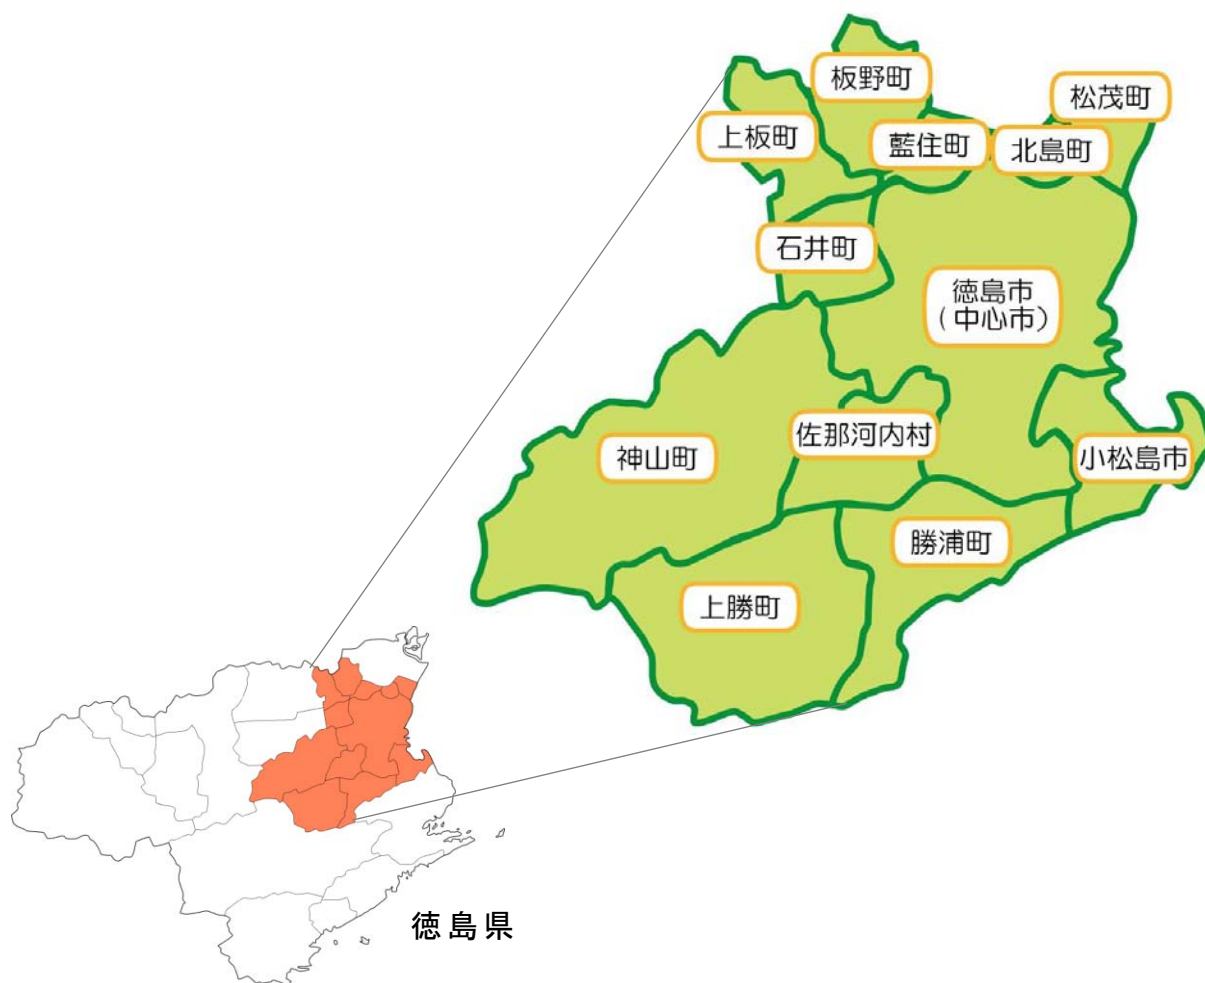 板野町
松茂町
上板町
藍住町
北島町
石井町
徳島市
(中心市)
佐那河内村
神山町
小松島市
勝浦町
上勝町
徳島県